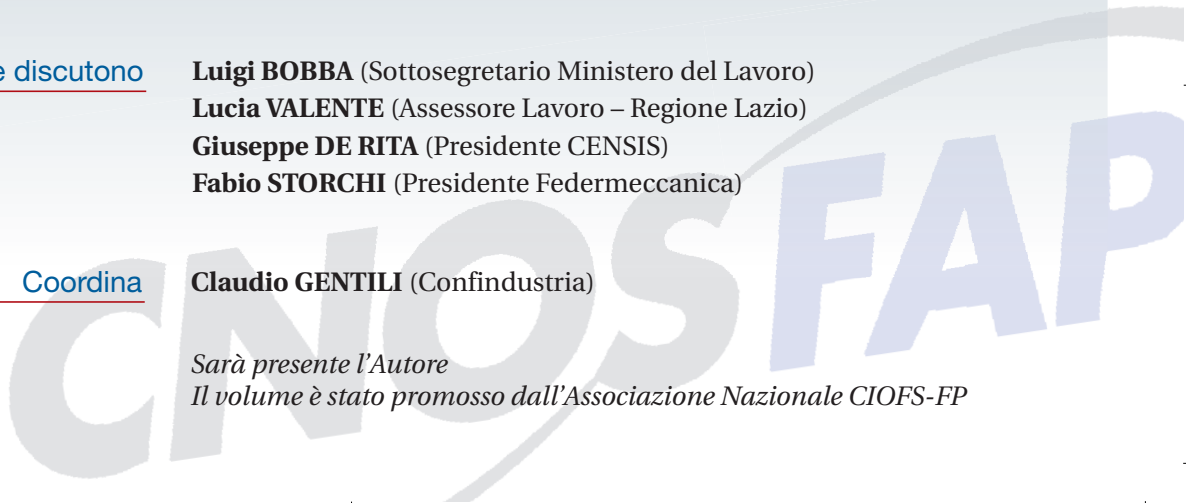 e discutono
Luigi BOBBA (Sottosegretario Ministero del Lavoro)
Lucia VALENTE (Assessore Lavoro – Regione Lazio)
Giuseppe DE RITA (Presidente CENSIS)
Fabio STORCHI (Presidente Federmeccanica)
Coordina
Claudio GENTILI (Confindustria)
Sarà presente l'Autore
Il volume è stato promosso dall'Associazione Nazionale CIOFS-FP
CNOSFAP